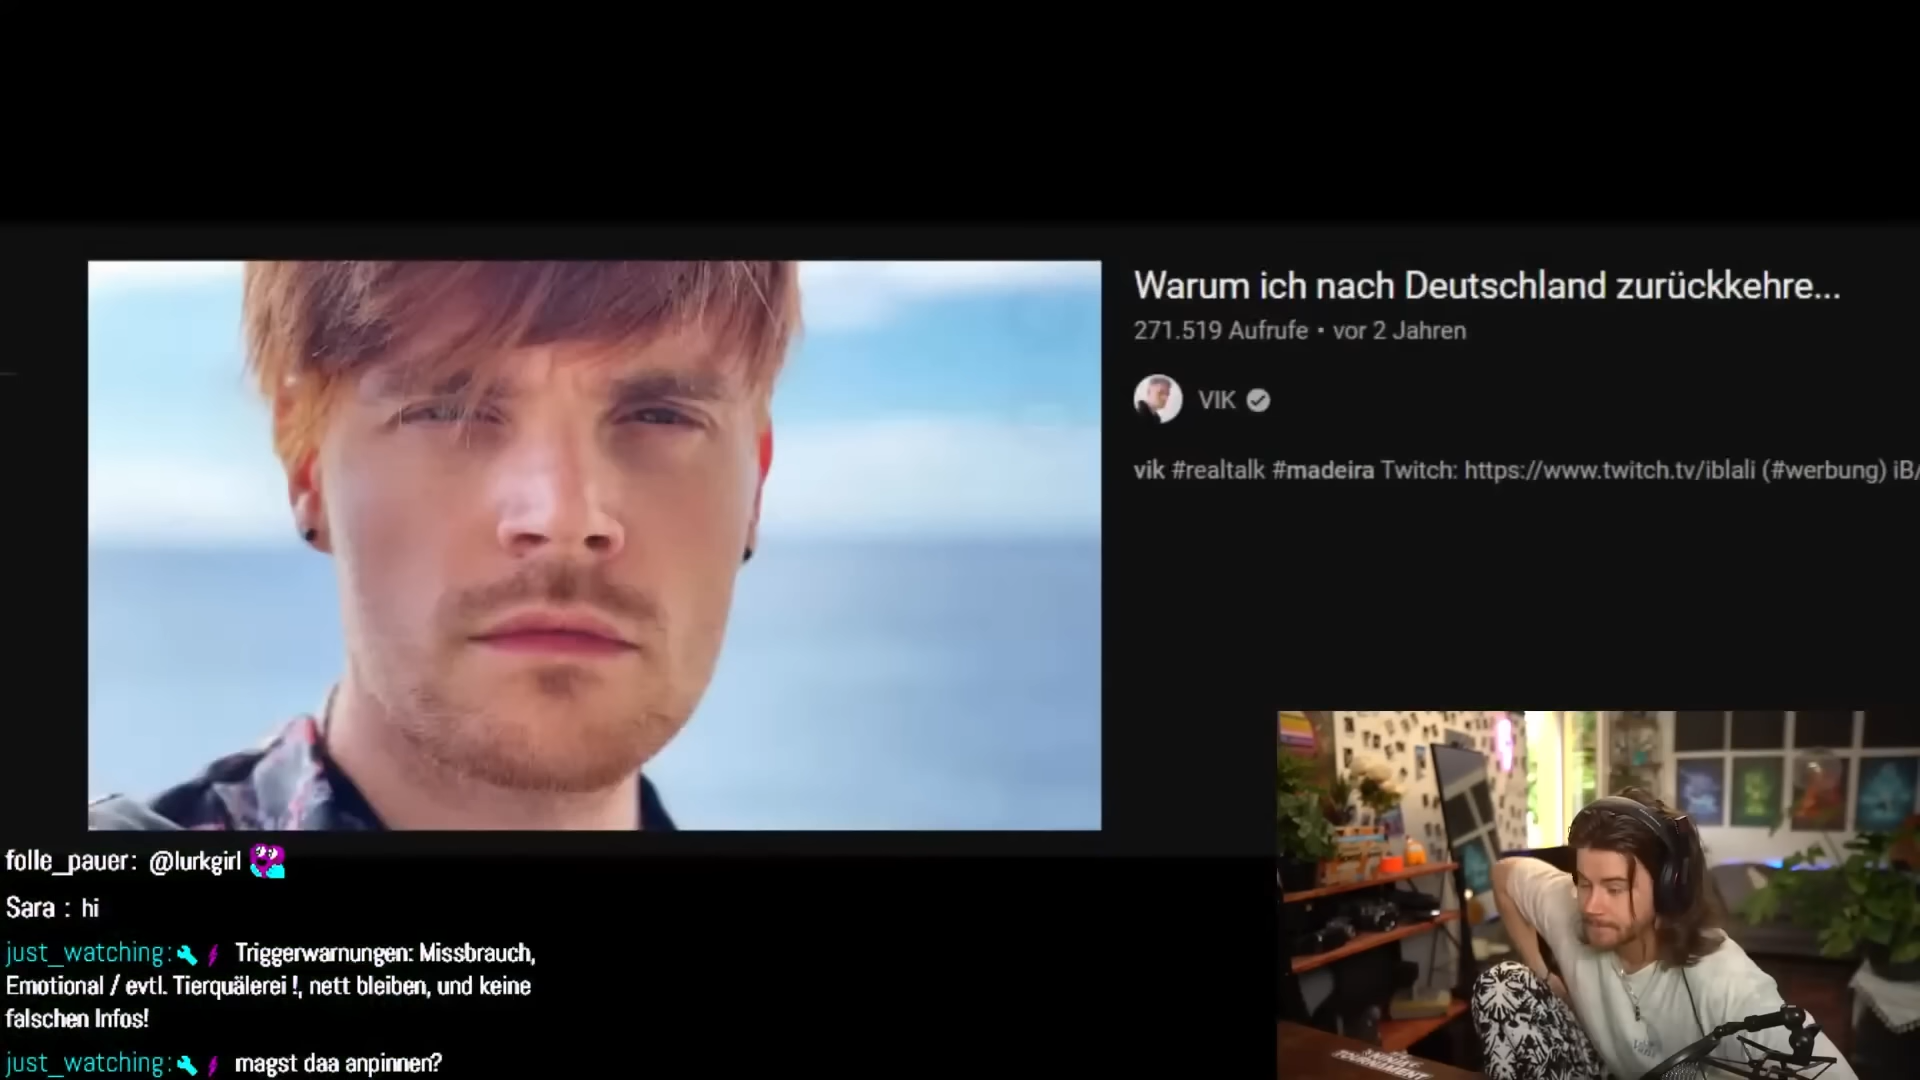 Warum ich nach Deutschland zurückkehre...
271.519 Aufrufe • vor 2 Jahren
VIK
vik #realtalk #madeira Twitch: https://www.twitch.tv/iblali (#werbung) iB
folle_pauer: @lurkgirl
Sara : hi
just_watching: Triggerwarnungen: Missbrauch,
Emotional / evtl. Tierquälerei !, nett bleiben, und keine
falschen Infos!
just_watching: magst daa anpinnen?
TOURNAMENT